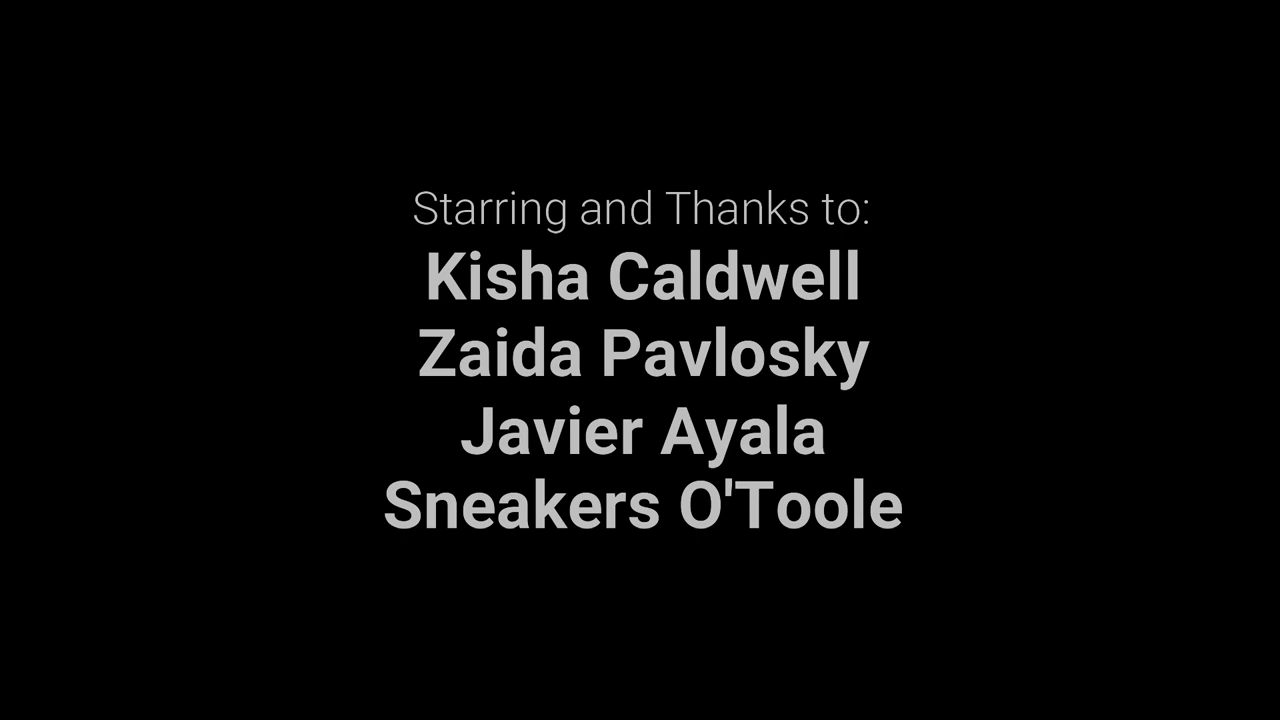 Starring and Thanks to:
Kisha Caldwell
Zaida Pavlosky
Javier Ayala
Sneakers O'Toole